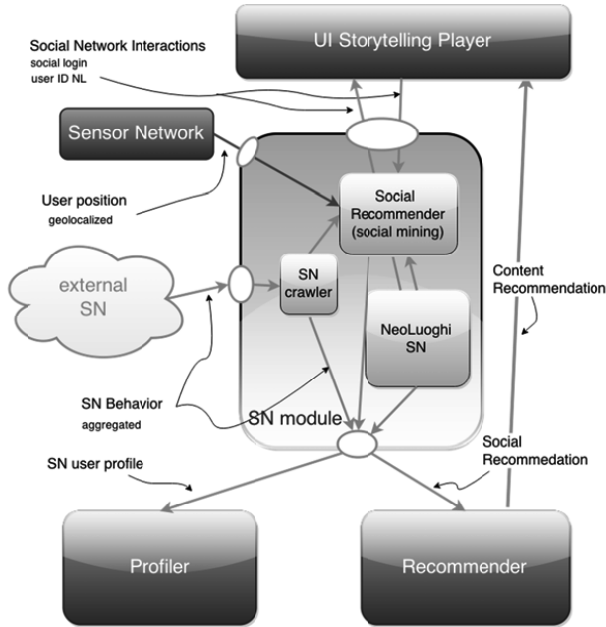 UI Storytelling Player
Social Network Interactions
social login
user ID NL
Sensor Network
User position
geolocalized
Social
Recommender
(social mining)
external
SN
SN
crawler
Content
Recommendation
NeoLuoghi
SN
SN Behavior
aggregated
SN module
SN user profile
Social
Recommedation
Profiler
Recommender